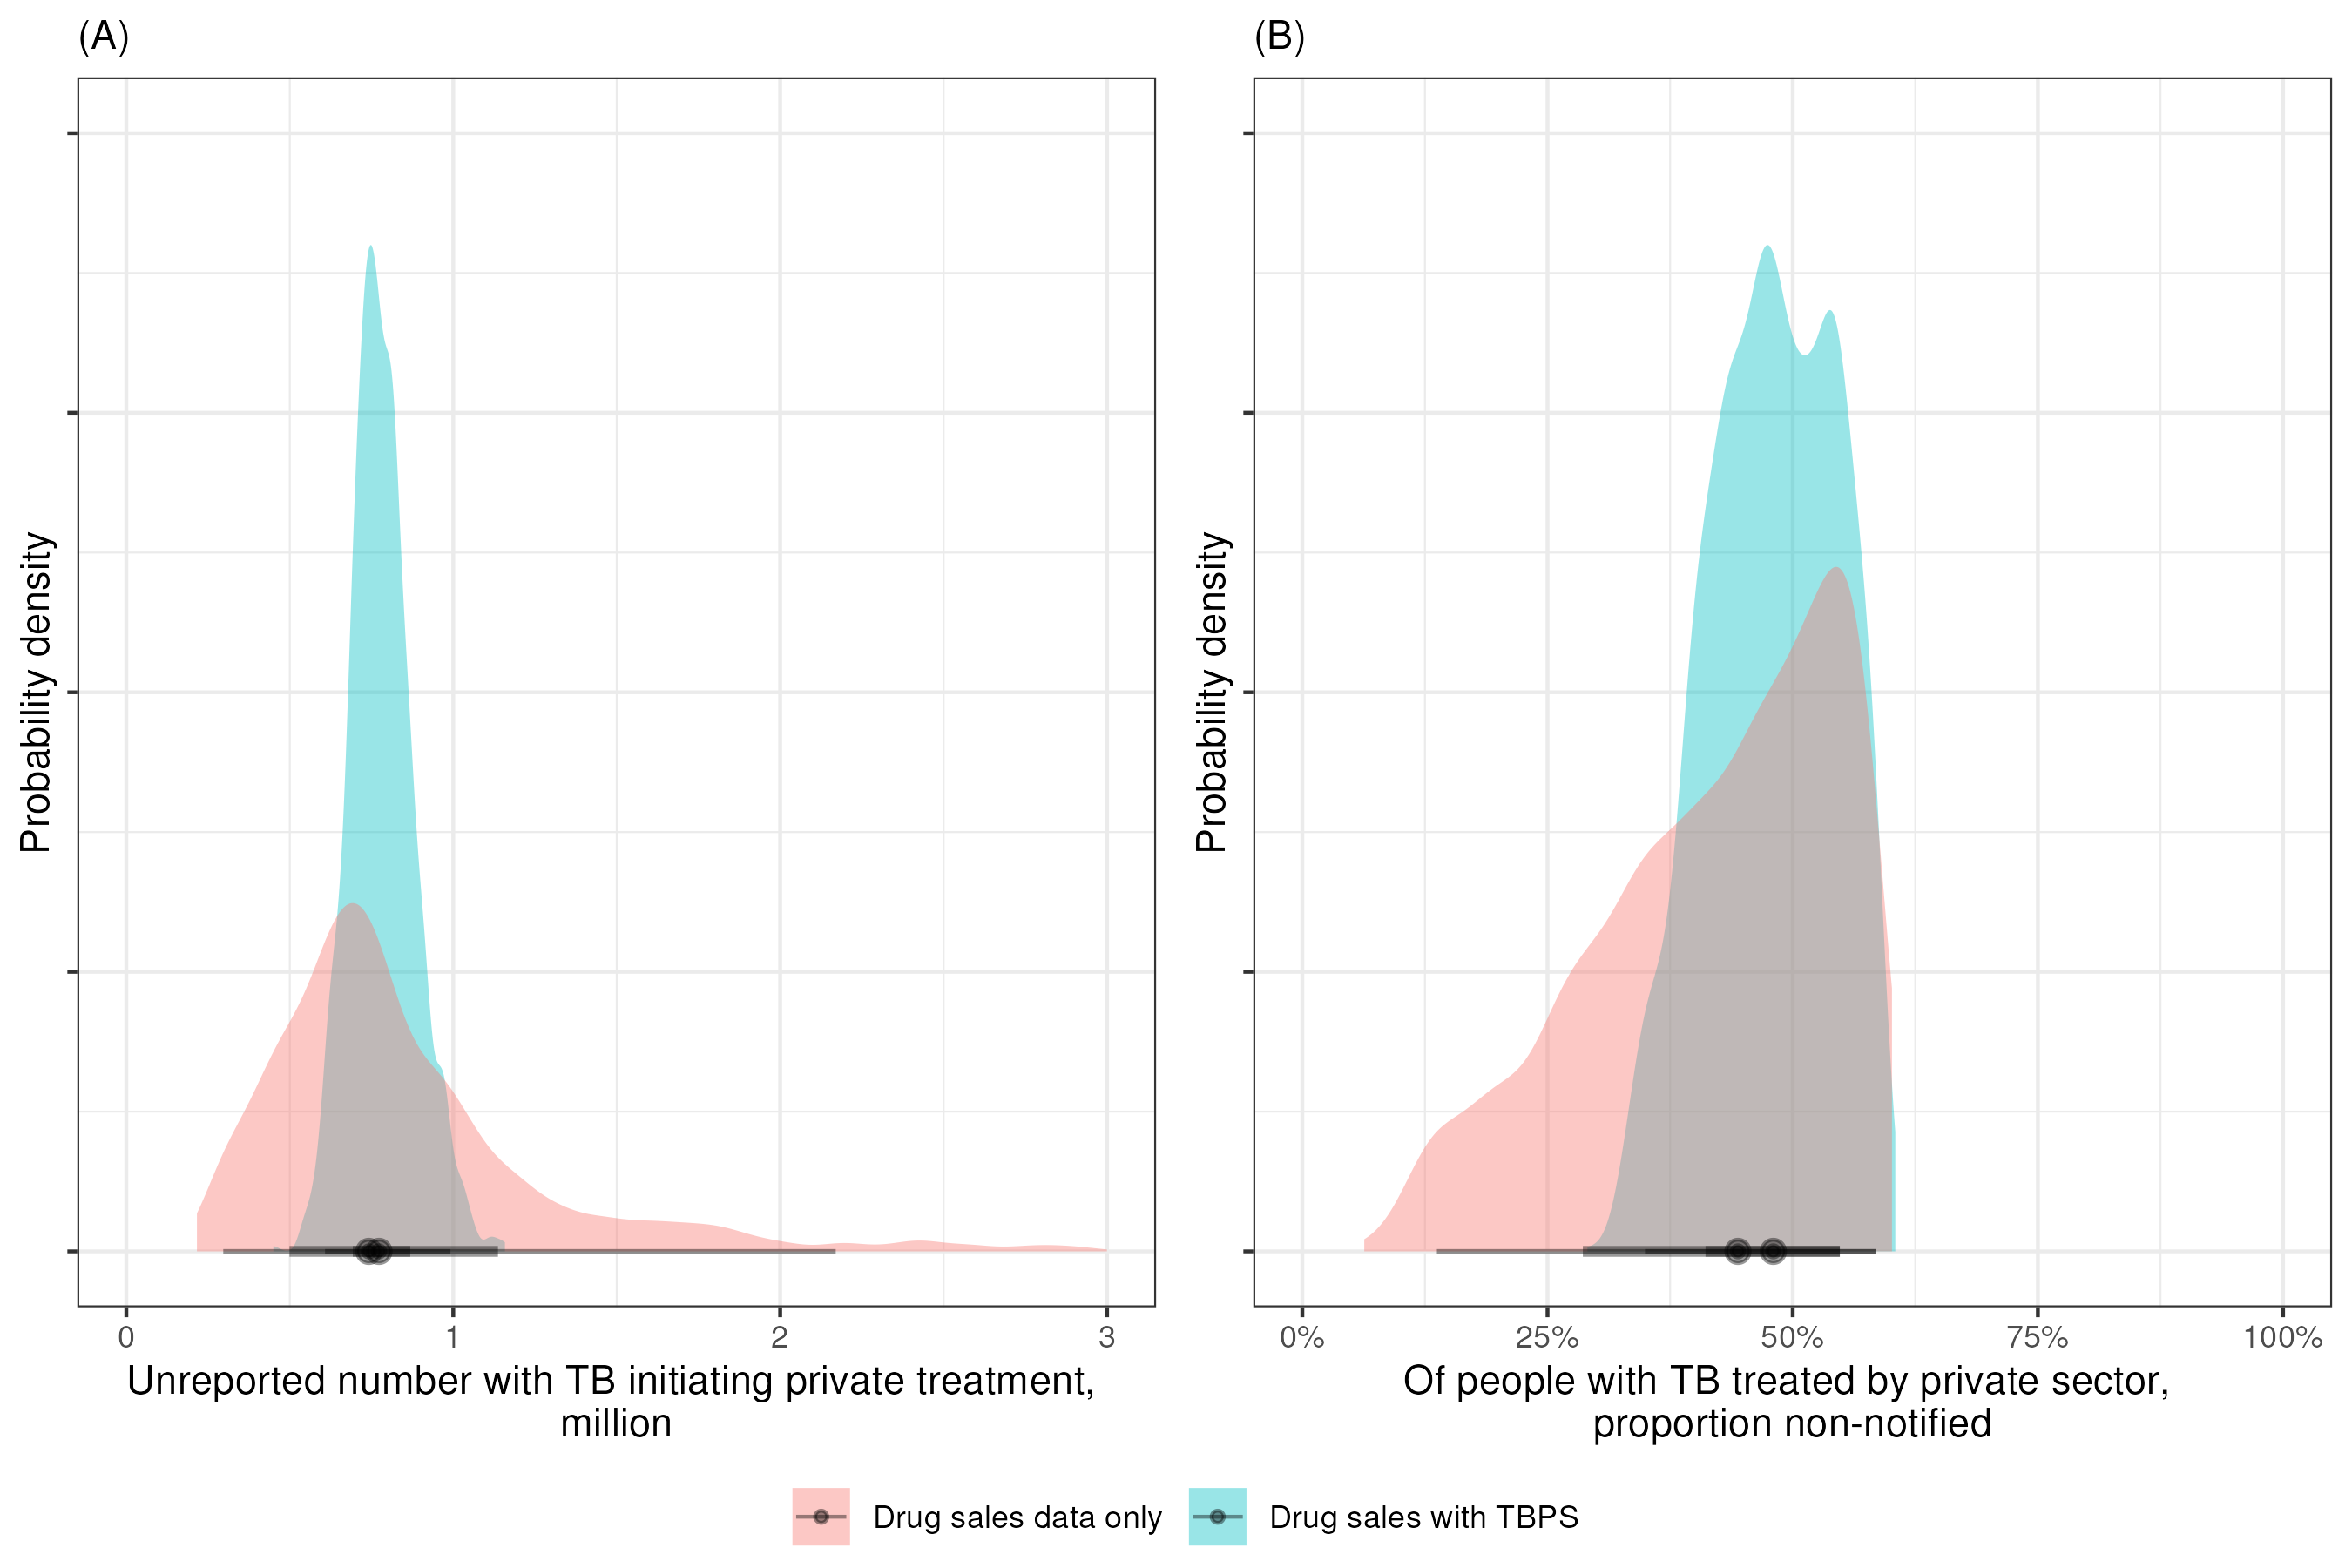 (A)
Probability density
0
1
2
3
Unreported number with TB initiating private treatment,
million
(B)
Probability density
0%
25%
50%
75%
100%
Of people with TB treated by private sector,
proportion non-notified
Drug sales data only
Drug sales with TBPS